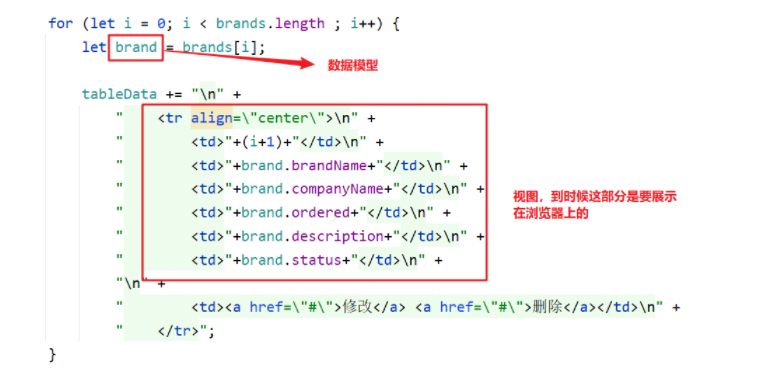 for (let i = 0; i < brands.length ; i++) {
let brand = brands[i];
数据模型
tableData += "\n" +
"    <tr align=\"center\">\n" +
"        <td>"+(i+1)+"</td>\n" +
"        <td>"+brand.brandName+"</td>\n" +
"        <td>"+brand.companyName+"</td>\n" +
"        <td>"+brand.ordered+"</td>\n" +
"        <td>"+brand.description+"</td>\n" +
"        <td>"+brand.status+"</td>\n" +
视图，到时候这部分是要展示
在浏览器上的
"\n" +
"        <td><a href=\"#\">修改</a> <a href=\"#\">删除</a></td>\n" +
"    </tr>";
}